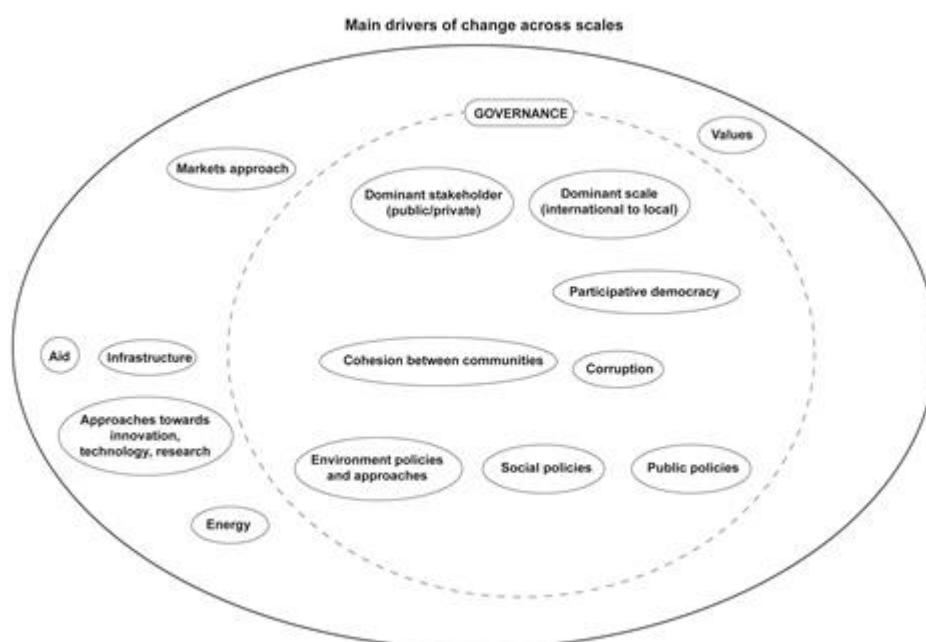 Main drivers of change across scales
GOVERNANCE
Values
Markets approach
Dominant stakeholder
(public/private)
Dominant scale
(international to local)
Participative democracy
Aid
Infrastructure
Cohesion between communities
Corruption
Approaches towards
innovation,
technology, research
Environment policies
and approaches
Social policies
Public policies
Energy